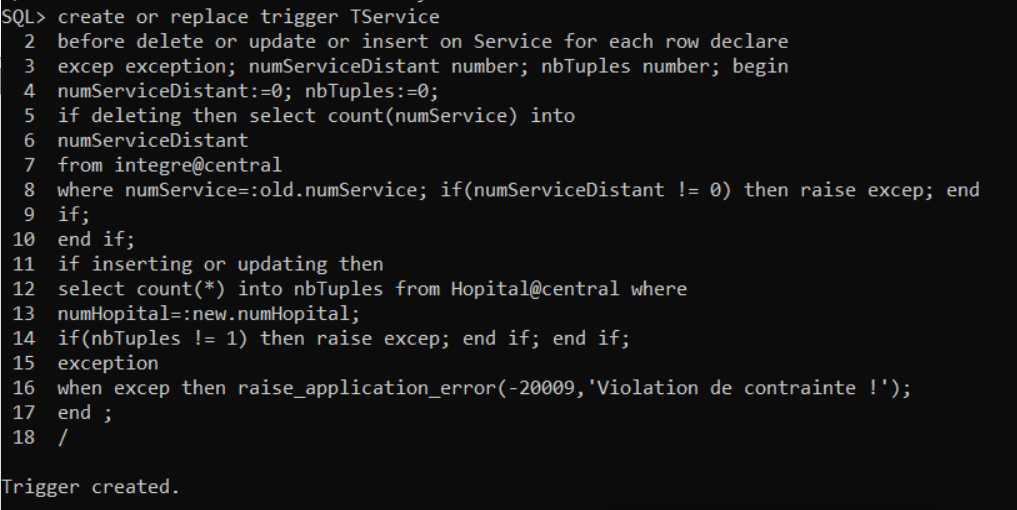 SQL> create or replace trigger TService
2 before delete or update or insert on Service for each row declare
3 excep exception; numServiceDistant number; nbTuples number; begin
4 numServiceDistant:=0; nbTuples:=0;
5 if deleting then select count(numService) into
6 numServiceDistant
7 from integre@central
8 where numService=:old.numService; if(numServiceDistant != 0) then raise excep; end
9 if;
10 end if;
11 if inserting or updating then
12 select count(*) into nbTuples from Hopital@central where
13 numHopital=:new.numHopital;
14 if(nbTuples != 1) then raise excep; end if; end if;
15 exception
16 when excep then raise_application_error(-20009,'Violation de contrainte !');
17 end ;
18 /
Trigger created.